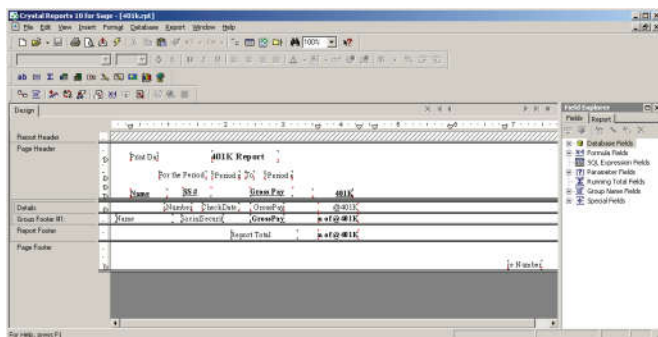 Crystal Reports 10 for Sage - [401k.rpt]
File Edit View Insert Format Database Report Window Help
100%
Design
Field Explorer
Fields Report
Report Header
Page Header
Print Da
401K Report
For the Period Period To Period
Name SS # Gross Pay 401K
Details
Number CheckDate GrossPay @401K
Group Footer #1:
Name SocialSecurit GrossPay m of @401K
Report Footer
Report Total m of @401K
Page Footer
e Number
Database Fields
Formula Fields
SQL Expression Fields
Parameter Fields
Running Total Fields
Group Name Fields
Special Fields
For Help, press F1